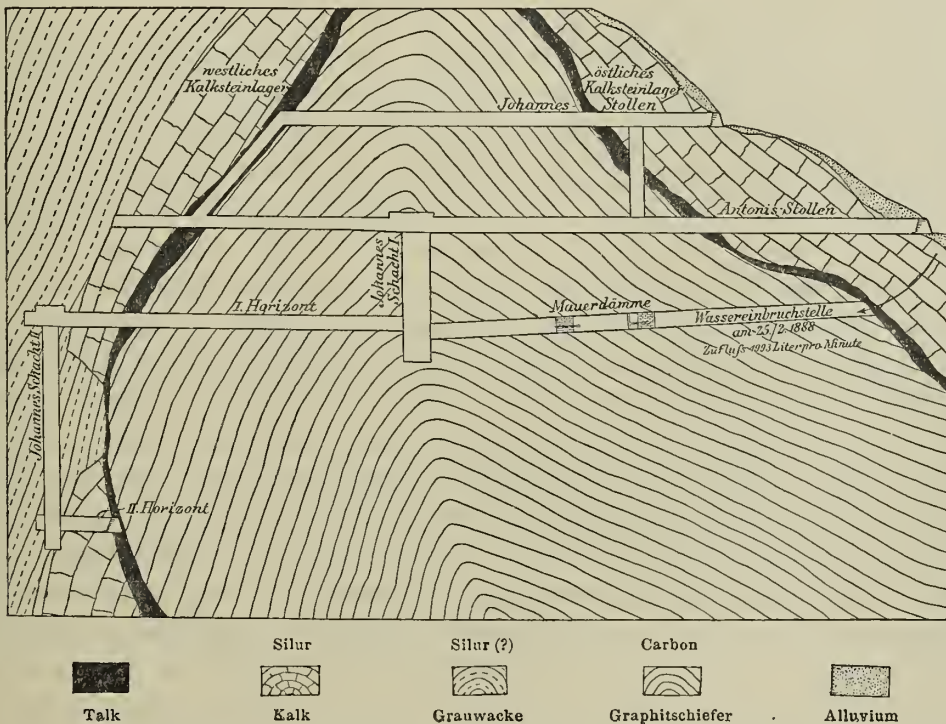 westliches
Kalksteinlager
östliches
Kalksteinlager
Johannes-
Stollen
Antonis-Stollen
Johannes
Schacht I.
I. Horizont
Mauerdämme
Wassereinbruchstelle
am 25./2. 1888
Zufluſs 1993 Liter pro Minute
Johannes Schacht II
II. Horizont
Silur
Silur (?)
Carbon
Talk
Kalk
Grauwacke
Graphitschiefer
Alluvium